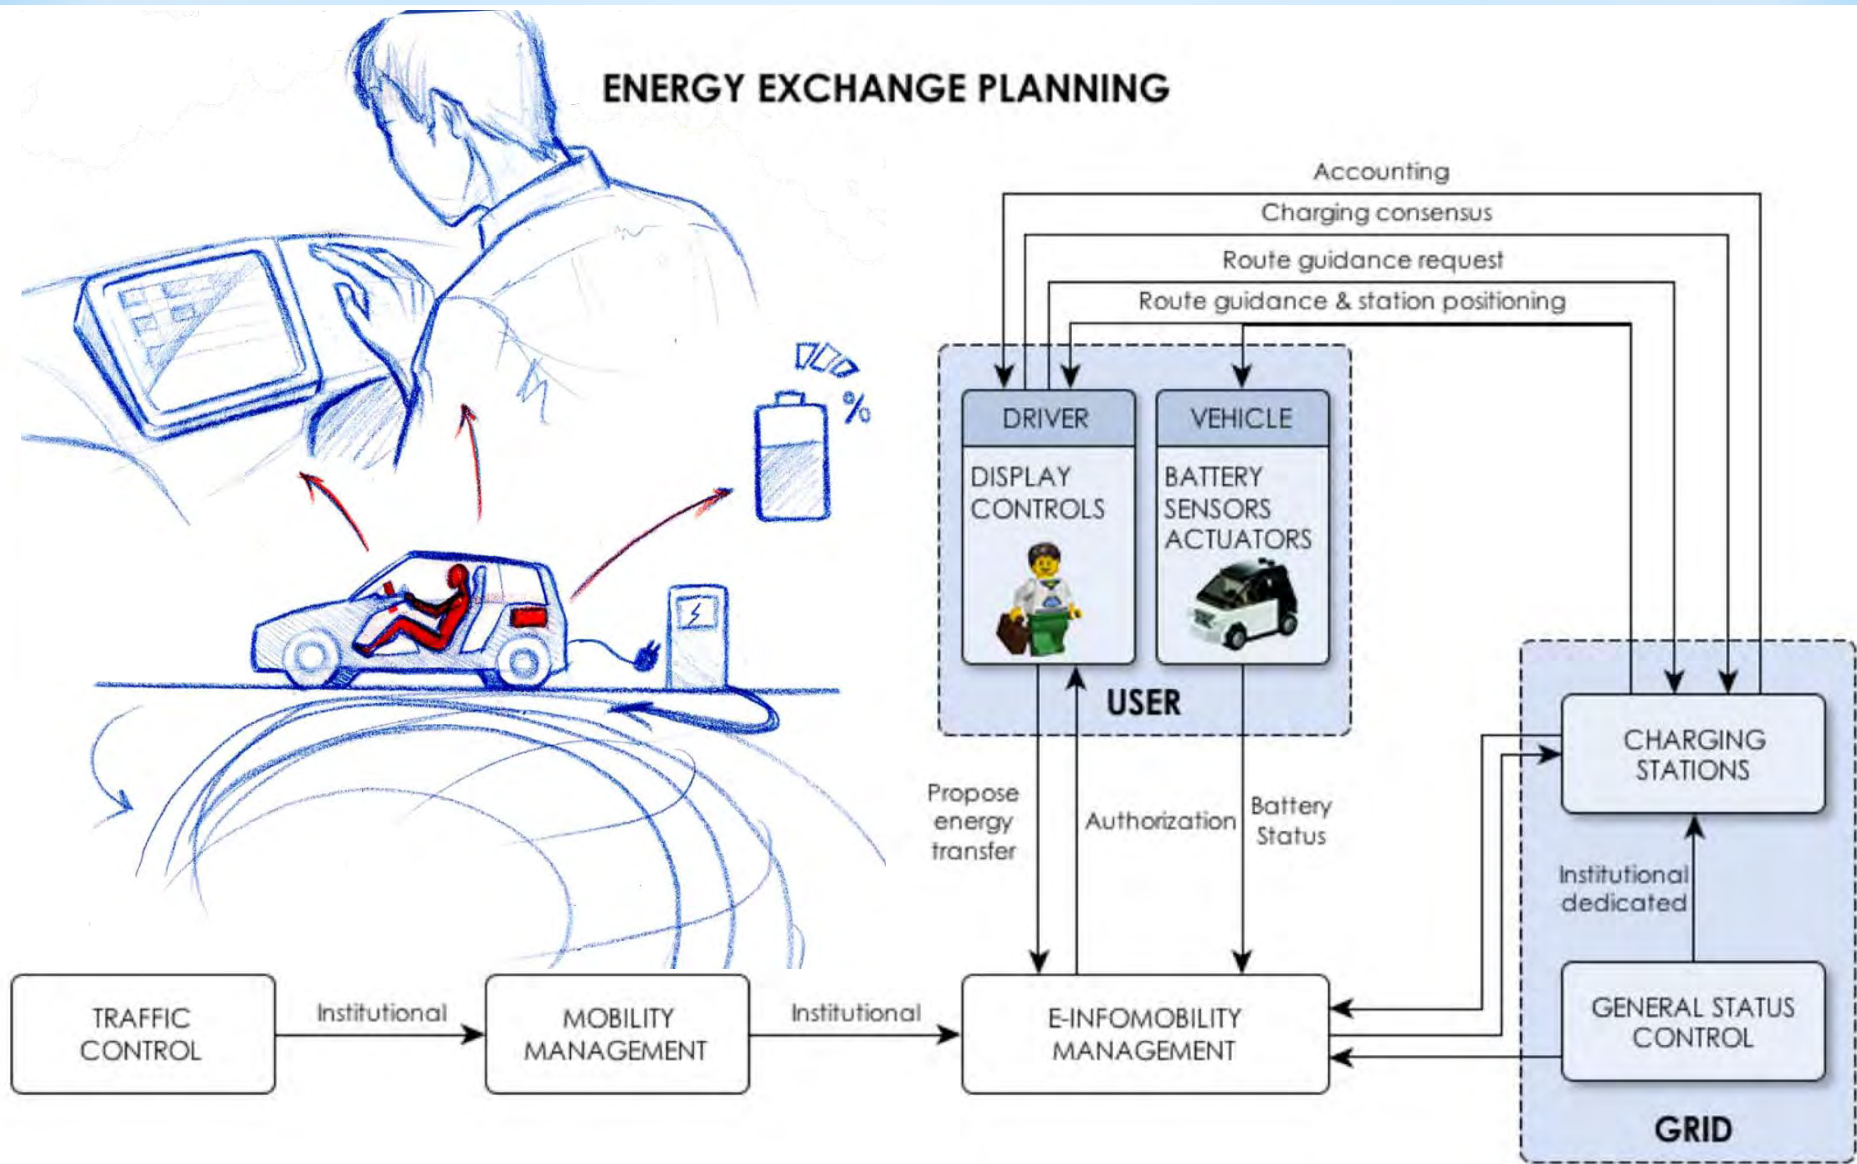 ENERGY EXCHANGE PLANNING
Accounting
Charging consensus
Route guidance request
Route guidance & station positioning
%
DRIVER
VEHICLE
DISPLAY
CONTROLS
BATTERY
SENSORS
ACTUATORS
USER
CHARGING
STATIONS
Propose
energy
transfer
Authorization
Battery
Status
Institutional
dedicated
TRAFFIC
CONTROL
Institutional
MOBILITY
MANAGEMENT
Institutional
E-INFOMOBILITY
MANAGEMENT
GENERAL STATUS
CONTROL
GRID